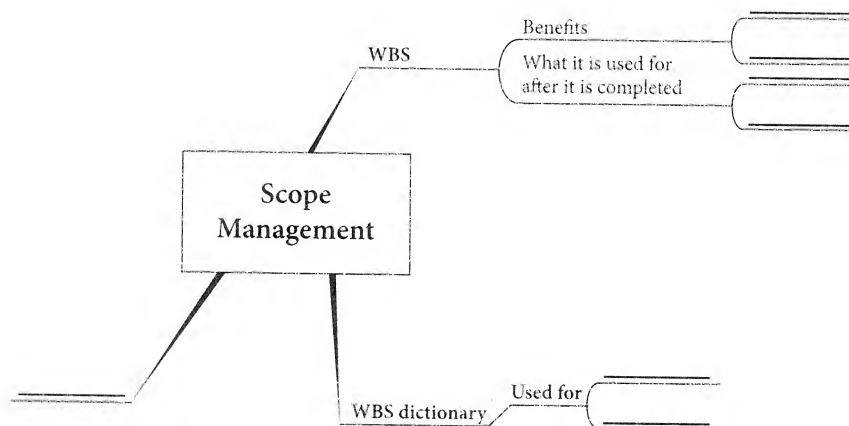 Benefits
WBS
What it is used for
after it is completed
Scope
Management
WBS dictionary
Used for